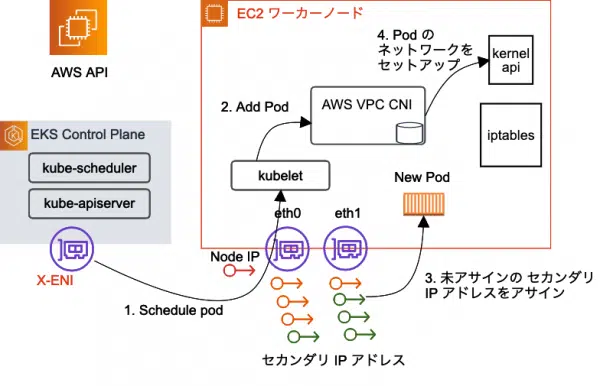 AWS API
EKS Control Plane
kube-scheduler
kube-apiserver
X-ENI
1. Schedule pod
EC2 ワーカーノード
2. Add Pod
AWS VPC CNI
kubelet
4. Pod の
ネットワークを
セットアップ
kernel
api
iptables
New Pod
eth0
eth1
Node IP
3. 未アサインの セカンダリ
IP アドレスをアサイン
セカンダリ IP アドレス